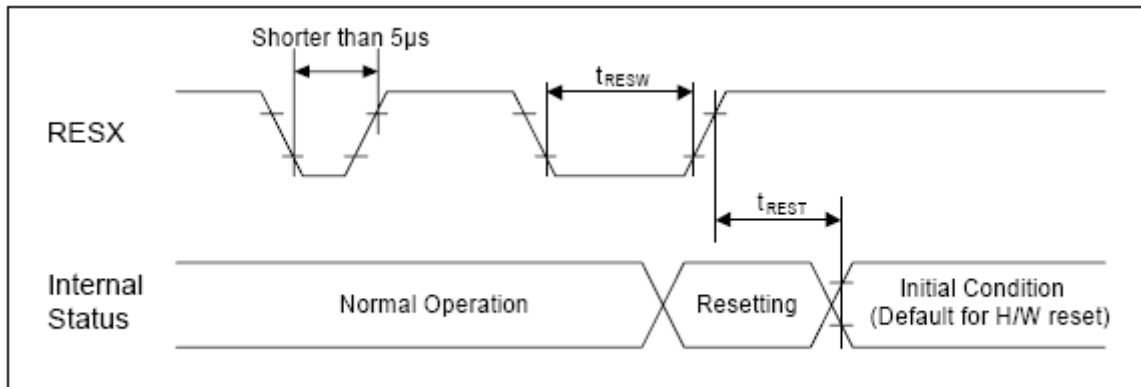 Shorter than 5µs
tRESW
RESX
tREST
Internal
Status
Normal Operation
Resetting
Initial Condition
(Default for H/W reset)